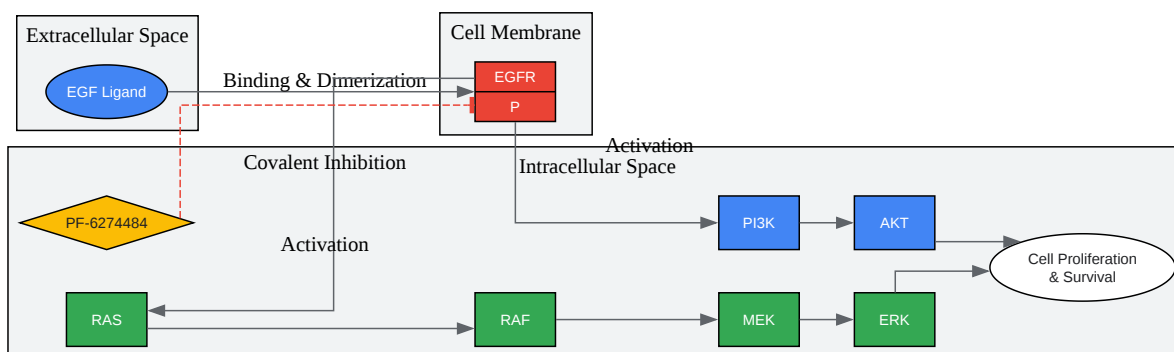 Extracellular Space
Cell Membrane
EGF Ligand
Binding & Dimerization
EGFR
P
Activation
Covalent Inhibition
Intracellular Space
PF-6274484
PI3K
AKT
Activation
Cell Proliferation
& Survival
RAS
RAF
MEK
ERK